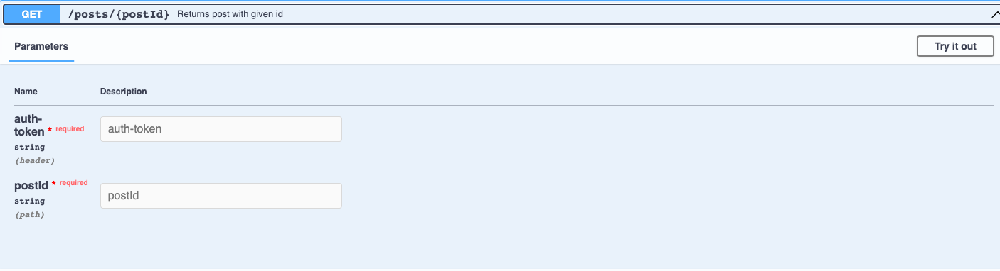 GET /posts/{postId} Returns post with given id
Parameters Try it out
Name Description
auth-
token * required auth-token
string
(header)
postId * required postId
string
(path)